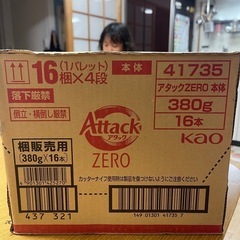 16 (1パレット) 梱×4段
本体
41735
アタックZERO 本体
380g
16本
Kao
落下厳禁
倒立・横倒し厳禁
Attack
アタック
ZERO
梱販売用
(380g×16本)
カッターナイフ使用時は製品を傷つけないようにご注意ください
437 321
149 01301 41735 7